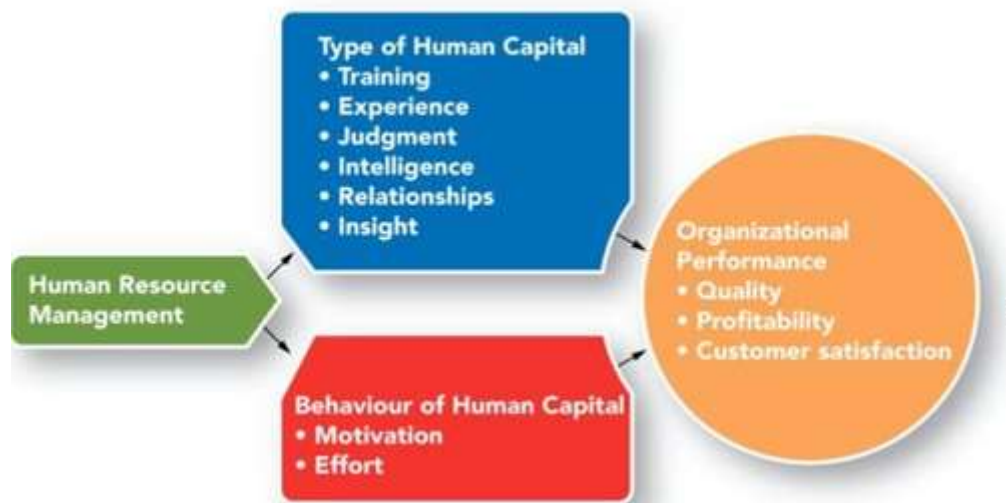 Type of Human Capital
• Training
• Experience
• Judgment
• Intelligence
• Relationships
• Insight
Human Resource
Management
Organizational
Performance
• Quality
• Profitability
• Customer satisfaction
Behaviour of Human Capital
• Motivation
• Effort